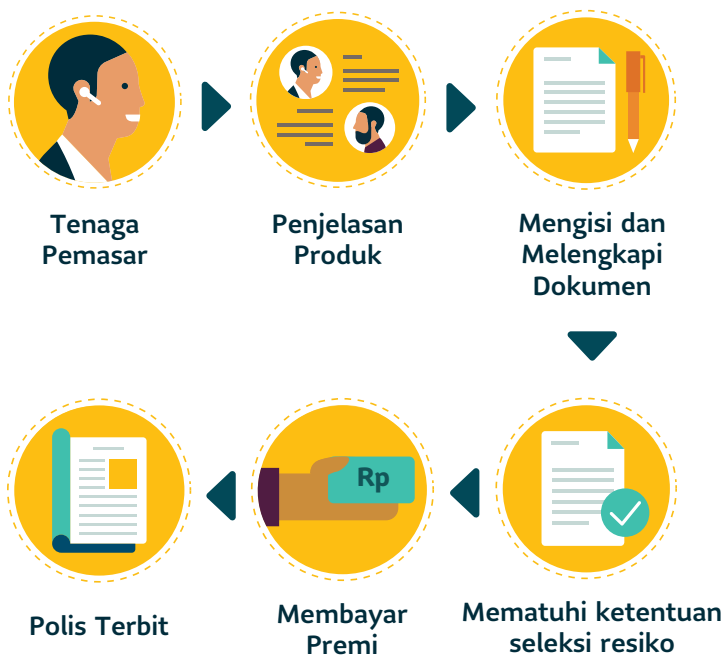 Tenaga
Pemasar
Penjelasan
Produk
Mengisi dan
Melengkapi
Dokumen
Mematuhi ketentuan
seleksi resiko
Rp
Membayar
Premi
Polis Terbit